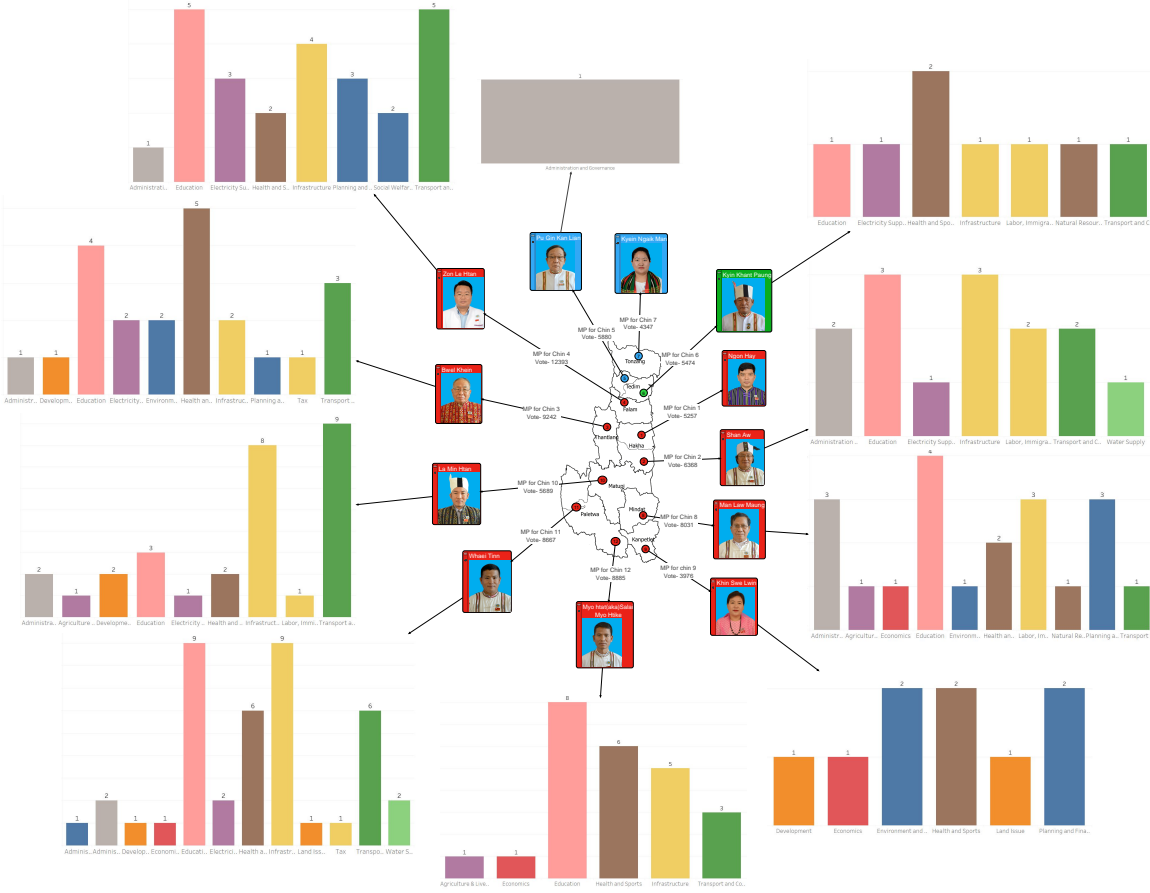 5
3
2
4
3
2
5
1
Administrati..
Education
Electricity Su..
Health and S..
Infrastructure
Planning and ..
Social Welfar..
Transport an..
1
Administration and Governance
2
1
1
1
1
1
1
Education
Electricity Supp..
Health and Spo..
Infrastructure
Labor, Immigra..
Natural Resour..
Transport and C
5
4
2
2
2
3
1
1
1
1
Administr..
Developm..
Education
Electricity..
Environm..
Health an..
Infrastruc..
Planning a..
Tax
Transport ..
Pu Gin Kan Lian
Kyein Ngaik Man
Zon Le Htan
Kyin Khant Paung
MP for Chin 7
Vote- 4347
MP for Chin 5
Vote- 5880
MP for Chin 4
Vote- 12393
MP for Chin 6
Vote- 5474
Bwat Khein
Ngun Hay
Tonzang
Tedim
Falam
MP for Chin 3
Vote- 9242
MP for Chin 1
Vote- 5257
Thantlang
Hakha
Shan Aw
MP for Chin 2
Vote- 6368
La Min Htan
MP for Chin 10
Vote- 5689
Matupi
Man Law Maung
Paletwa
Mindat
MP for Chin 8
Vote- 8031
MP for Chin 11
Vote- 8667
Kanpetlet
Whaei Tinn
MP for Chin 12
Vote- 8885
MP for chin 9
Vote- 3976
Khin Swe Lwin
Myo htat(aka)Salai
Myo Htike
2
3
1
3
2
2
1
Administration ..
Education
Electricity Supp..
Infrastructure
Labor, Immigra..
Transport and C..
Water Supply
9
8
2
1
2
3
1
2
1
Administra..
Agriculture ..
Developme..
Education
Electricity ..
Health and ..
Infrastruct..
Labor, Immi..
Transport a..
4
3
1
1
1
2
3
1
3
1
Administr..
Agricultur..
Economics
Education
Environm..
Health an..
Labor, Im..
Natural Re..
Planning a..
Transport
9
9
6
6
1
2
1
1
2
1
1
2
Adminis..
Adminis..
Develop..
Economi..
Educati..
Electrici..
Health a..
Infrastr..
Land Iss..
Tax
Transpo..
Water S..
8
6
5
3
1
1
Agriculture & Live..
Economics
Education
Health and Sports
Infrastructure
Transport and Co..
1
1
2
2
1
2
Development
Economics
Environment and ..
Health and Sports
Land Issue
Planning and Fina..